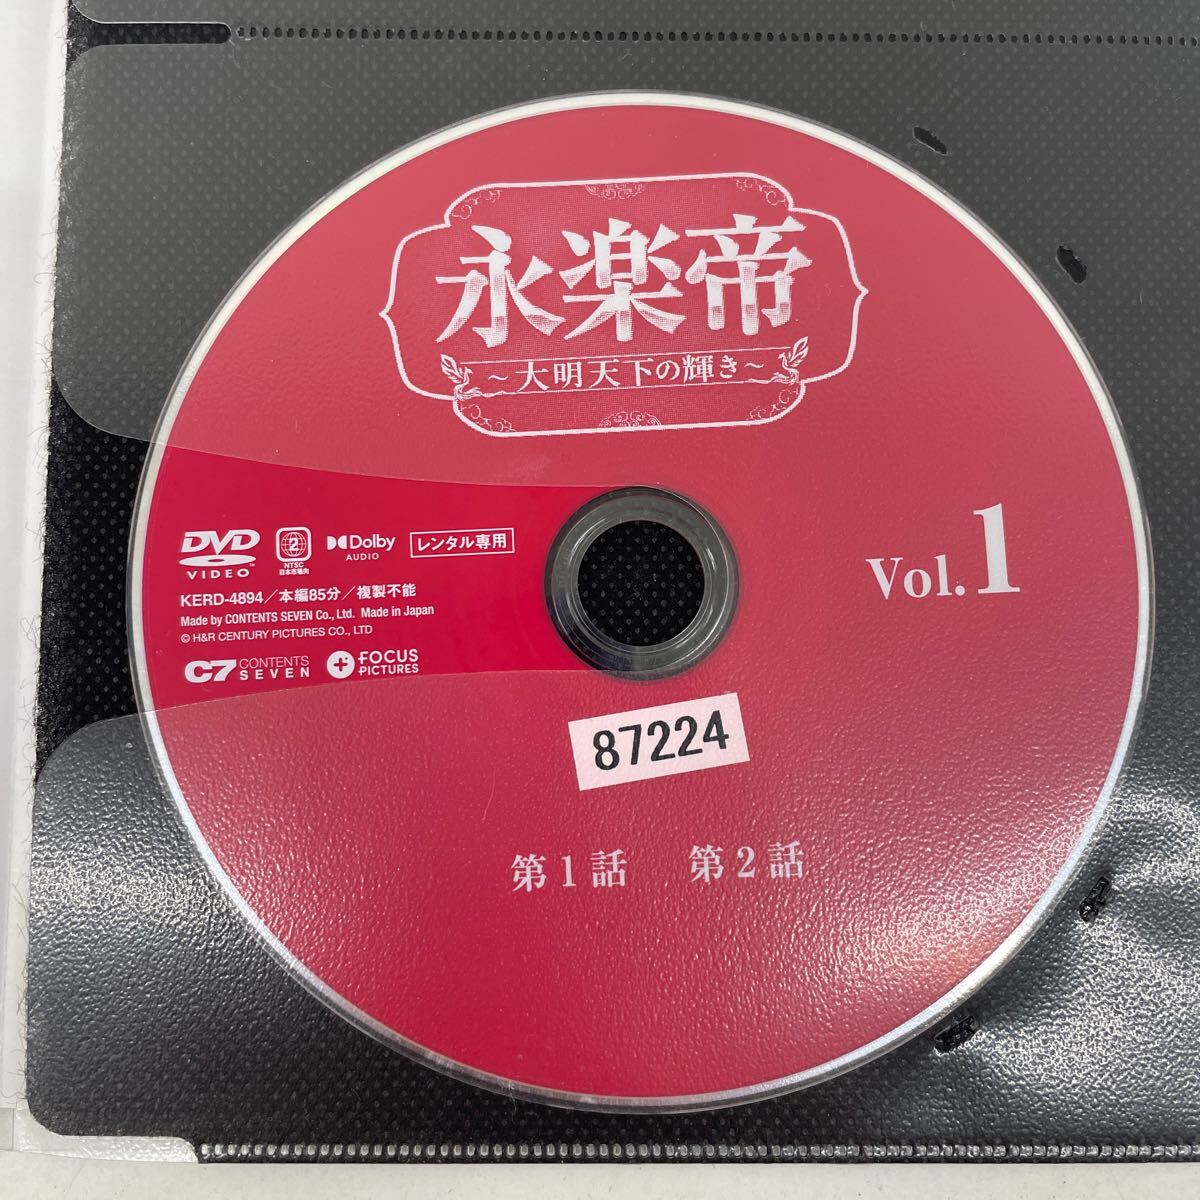 永楽帝
～大明天下の輝き～
DVD
VIDEO
2
NTSC
日本市場向
Dolby
AUDIO
レンタル専用
KERD-4894／本編85分／複製不能
Made by CONTENTS SEVEN Co., Ltd. Made in Japan
© H&R CENTURY PICTURES CO., LTD
C7 CONTENTS
SEVEN
FOCUS
PICTURES
Vol.1
87224
第1話 第2話